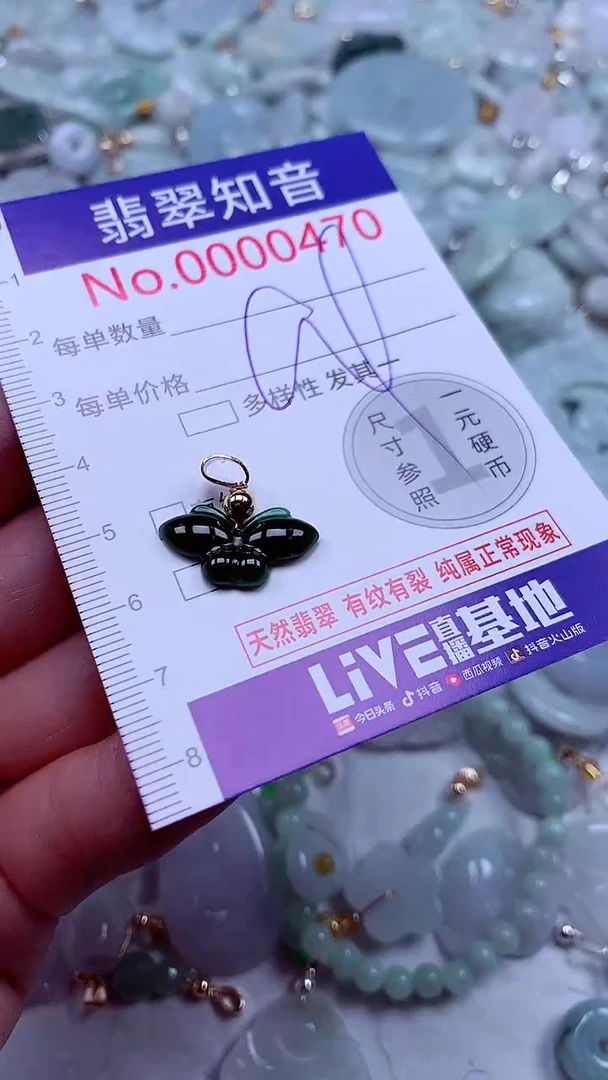 翡翠知音
No.0000470
1
2
每单数量
3
每单价格
多样性 发其
4
5
6
7
8
尺寸参照
1
一元硬币
天然翡翠 有纹有裂 纯属正常现象
LiVE直播基地
今日头条 抖音 西瓜视频 抖音火山版